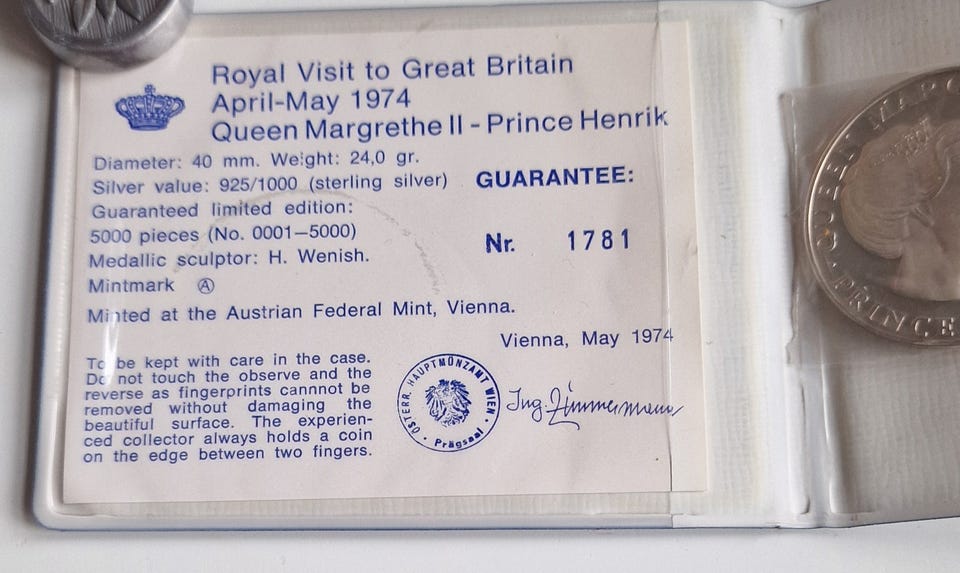 Royal Visit to Great Britain
April-May 1974
Queen Margrethe II - Prince Henrik
Diameter: 40 mm. Weight: 24,0 gr.
Silver value: 925/1000 (sterling silver)
Guaranteed limited edition:
5000 pieces (No. 0001—5000)
Medallic sculptor: H. Wenish.
Mintmark Ⓐ
Minted at the Austrian Federal Mint, Vienna.
GUARANTEE:
Nr. 1781
Vienna, May 1974
To be kept with care in the case.
Do not touch the observe and the
reverse as fingerprints cannnot be
removed without damaging the
beautiful surface. The experien-
ced collector always holds a coin
on the edge between two fingers.
ÖSTERR. HAUPTMÜNZAMT WIEN
Prägsaal
Ing Zimmermann
QUEEN